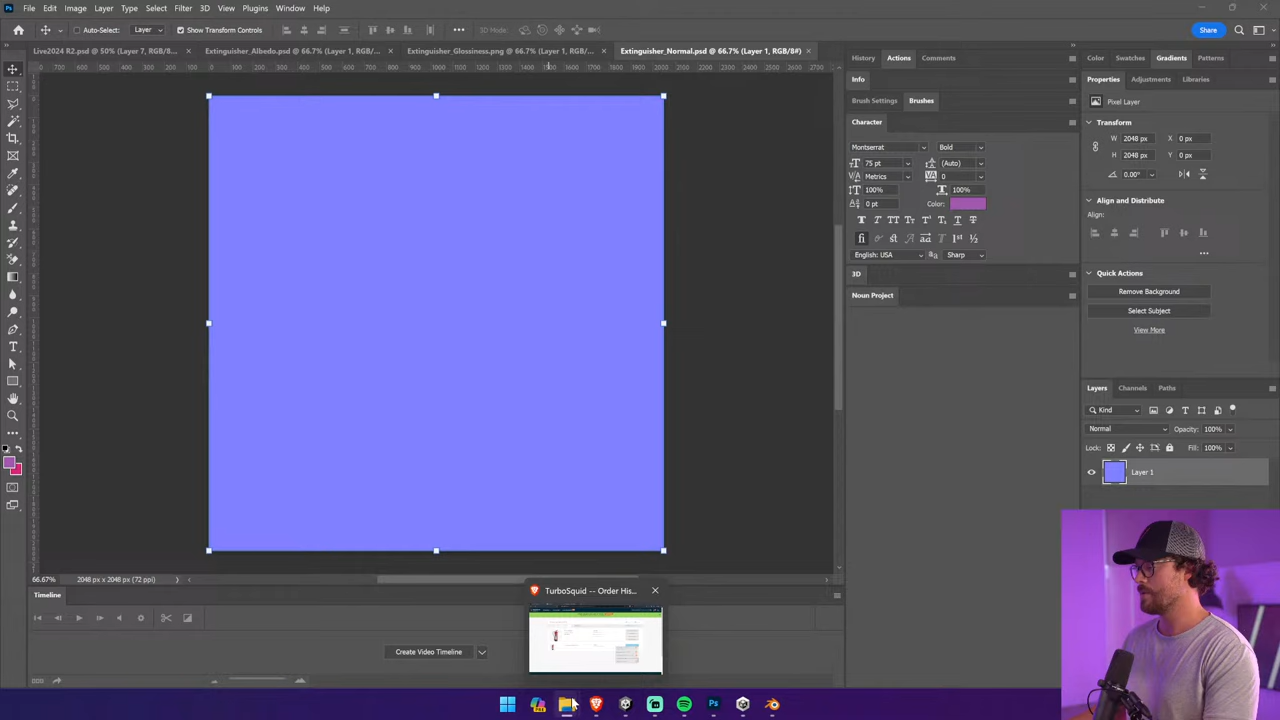 Ps File Edit Image Layer Type Select Filter 3D View Plugins Window Help
Auto-Select: Layer Show Transform Controls 3D Mode: Share
Live2024 R2.psd @ 50% (Layer 7, RGB/8... × Extinguisher_Albedo.psd @ 66.7% (Layer 1, RGB/... × Extinguisher_Glossiness.png @ 66.7% (Layer 1, RGB/... × Extinguisher_Normal.psd @ 66.7% (Layer 1, RGB/8#) ×
History Actions Comments
Color Swatches Gradients Patterns
Info
Properties Adjustments Libraries
Brush Settings Brushes
Pixel Layer
Character
Transform
Montserrat Bold
W 2048 px X 0 px
75 pt (Auto)
H 2048 px Y 0 px
Metrics 0
0.00°
100% 100%
0 pt Color:
Align and Distribute
Align:
English: USA Sharp
3D
Quick Actions
Remove Background
Noun Project
Select Subject
View More
Layers Channels Paths
Kind
Normal Opacity: 100%
Lock: Fill: 100%
Layer 1
66.67% 2048 px x 2048 px (72 ppi)
Timeline
TurboSquid -- Order His...
Create Video Timeline